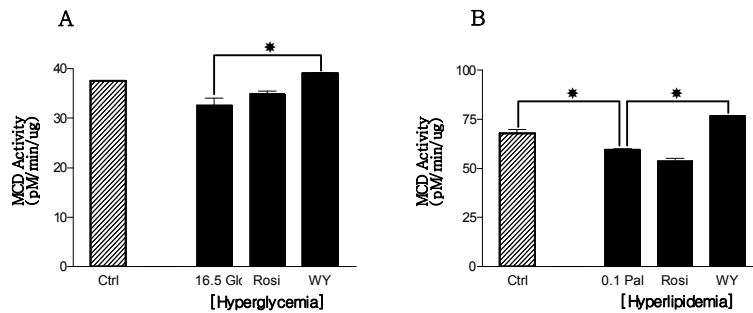 A
MCD Activity
(pM/min/ug)
40
30
20
10
0
Ctrl
16.5 Glc
Rosi
WY
[Hyperglycemia]
B
MCD Activity
(pM/min/ug)
100
75
50
25
0
Ctrl
0.1 Pal
Rosi
WY
[Hyperlipidemia]